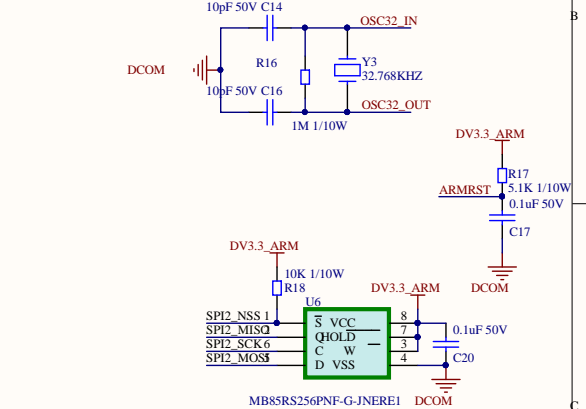 10pF 50V C14
OSC32_IN
B
R16
Y3
DCOM
32.768KHZ
10pF 50V C16
OSC32_OUT
1M 1/10W
DV3.3_ARM
R17
5.1K 1/10W
ARMRST
0.1uF 50V
C17
DV3.3_ARM
10K 1/10W
R18
DV3.3_ARM
DCOM
U6
SPI2_NSS 1 S VCC 8
SPI2_MISO 2 Q HOLD 7
SPI2_SCK 6 C W 3
SPI2_MOSI 5 D VSS 4
0.1uF 50V
C20
MB85RS256PNF-G-JNERE1
DCOM
C